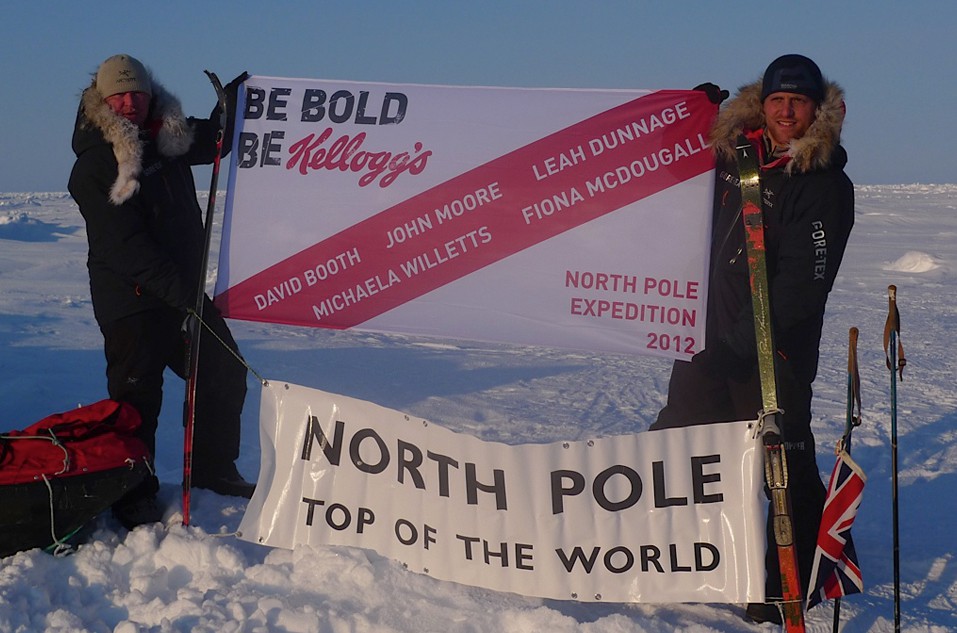 BE BOLD
BE Kellogg's
DAVID BOOTH
JOHN MOORE
LEAH DUNNAGE
MICHAELA WILLETTS
FIONA MCDOUGALL
NORTH POLE
EXPEDITION
2012
GORE-TEX
NORTH POLE
TOP OF THE WORLD